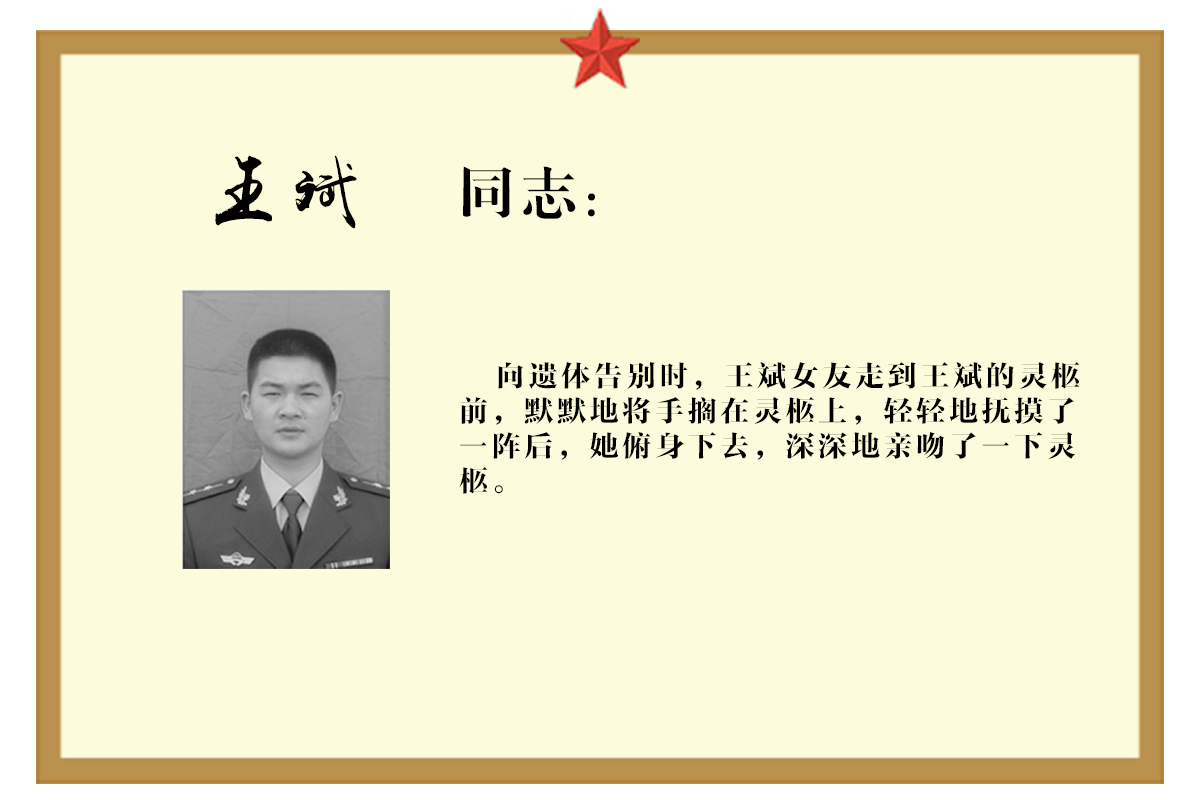 王斌 同志：
向遗体告别时，王斌女友走到王斌的灵柩
前，默默地将手搁在灵柩上，轻轻地抚摸了
一阵后，她俯身下去，深深地亲吻了一下灵
柩。